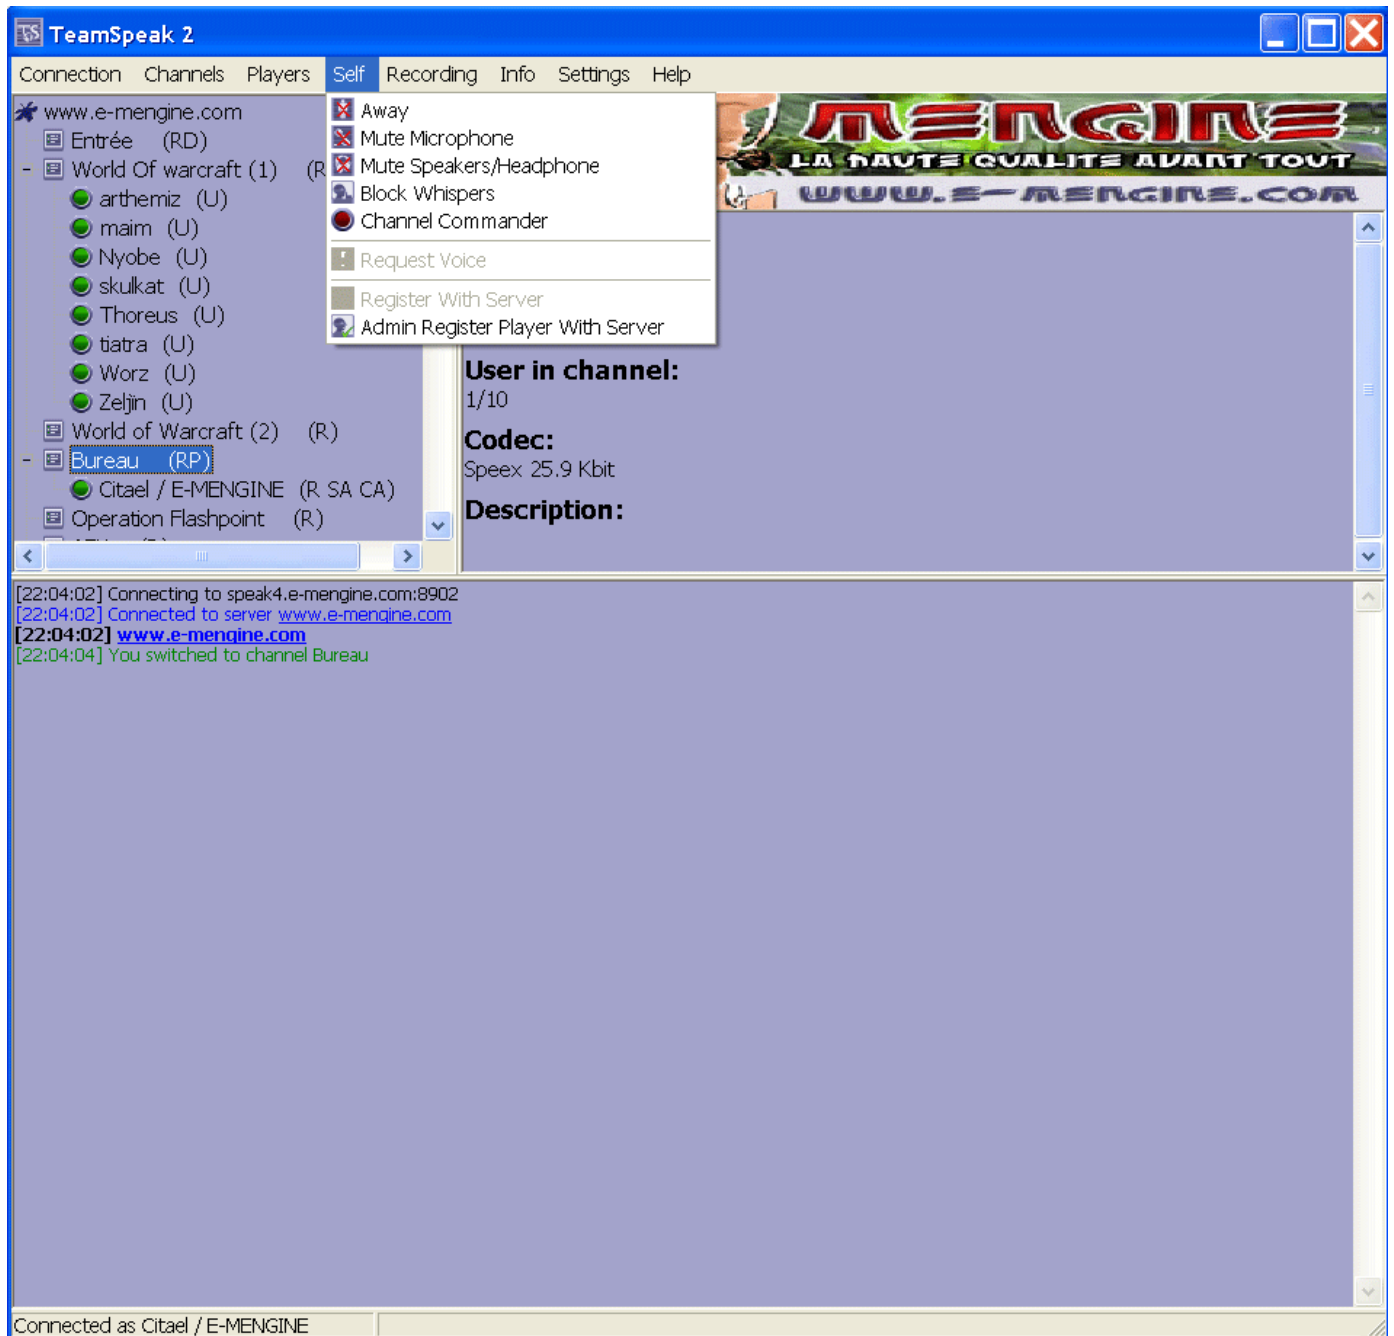 TeamSpeak 2
Connection Channels Players Self Recording Info Settings Help
www.e-mengine.com
Entrée (RD)
World Of warcraft (1) (R
arthemiz (U)
maim (U)
Nyobe (U)
skulkat (U)
Thoreus (U)
tiatra (U)
Worz (U)
Zeljïn (U)
World of Warcraft (2) (R)
Bureau (RP)
Citael / E-MENGINE (R SA CA)
Operation Flashpoint (R)
Away
Mute Microphone
Mute Speakers/Headphone
Block Whispers
Channel Commander
Request Voice
Register With Server
Admin Register Player With Server
MENGINE
LA HAUTE QUALITE AVANT TOUT
www.e-mengine.com
User in channel:
1/10
Codec:
Speex 25.9 Kbit
Description:
[22:04:02] Connecting to speak4.e-mengine.com:8902
[22:04:02] Connected to server www.e-mengine.com
[22:04:02] www.e-mengine.com
[22:04:04] You switched to channel Bureau
Connected as Citael / E-MENGINE